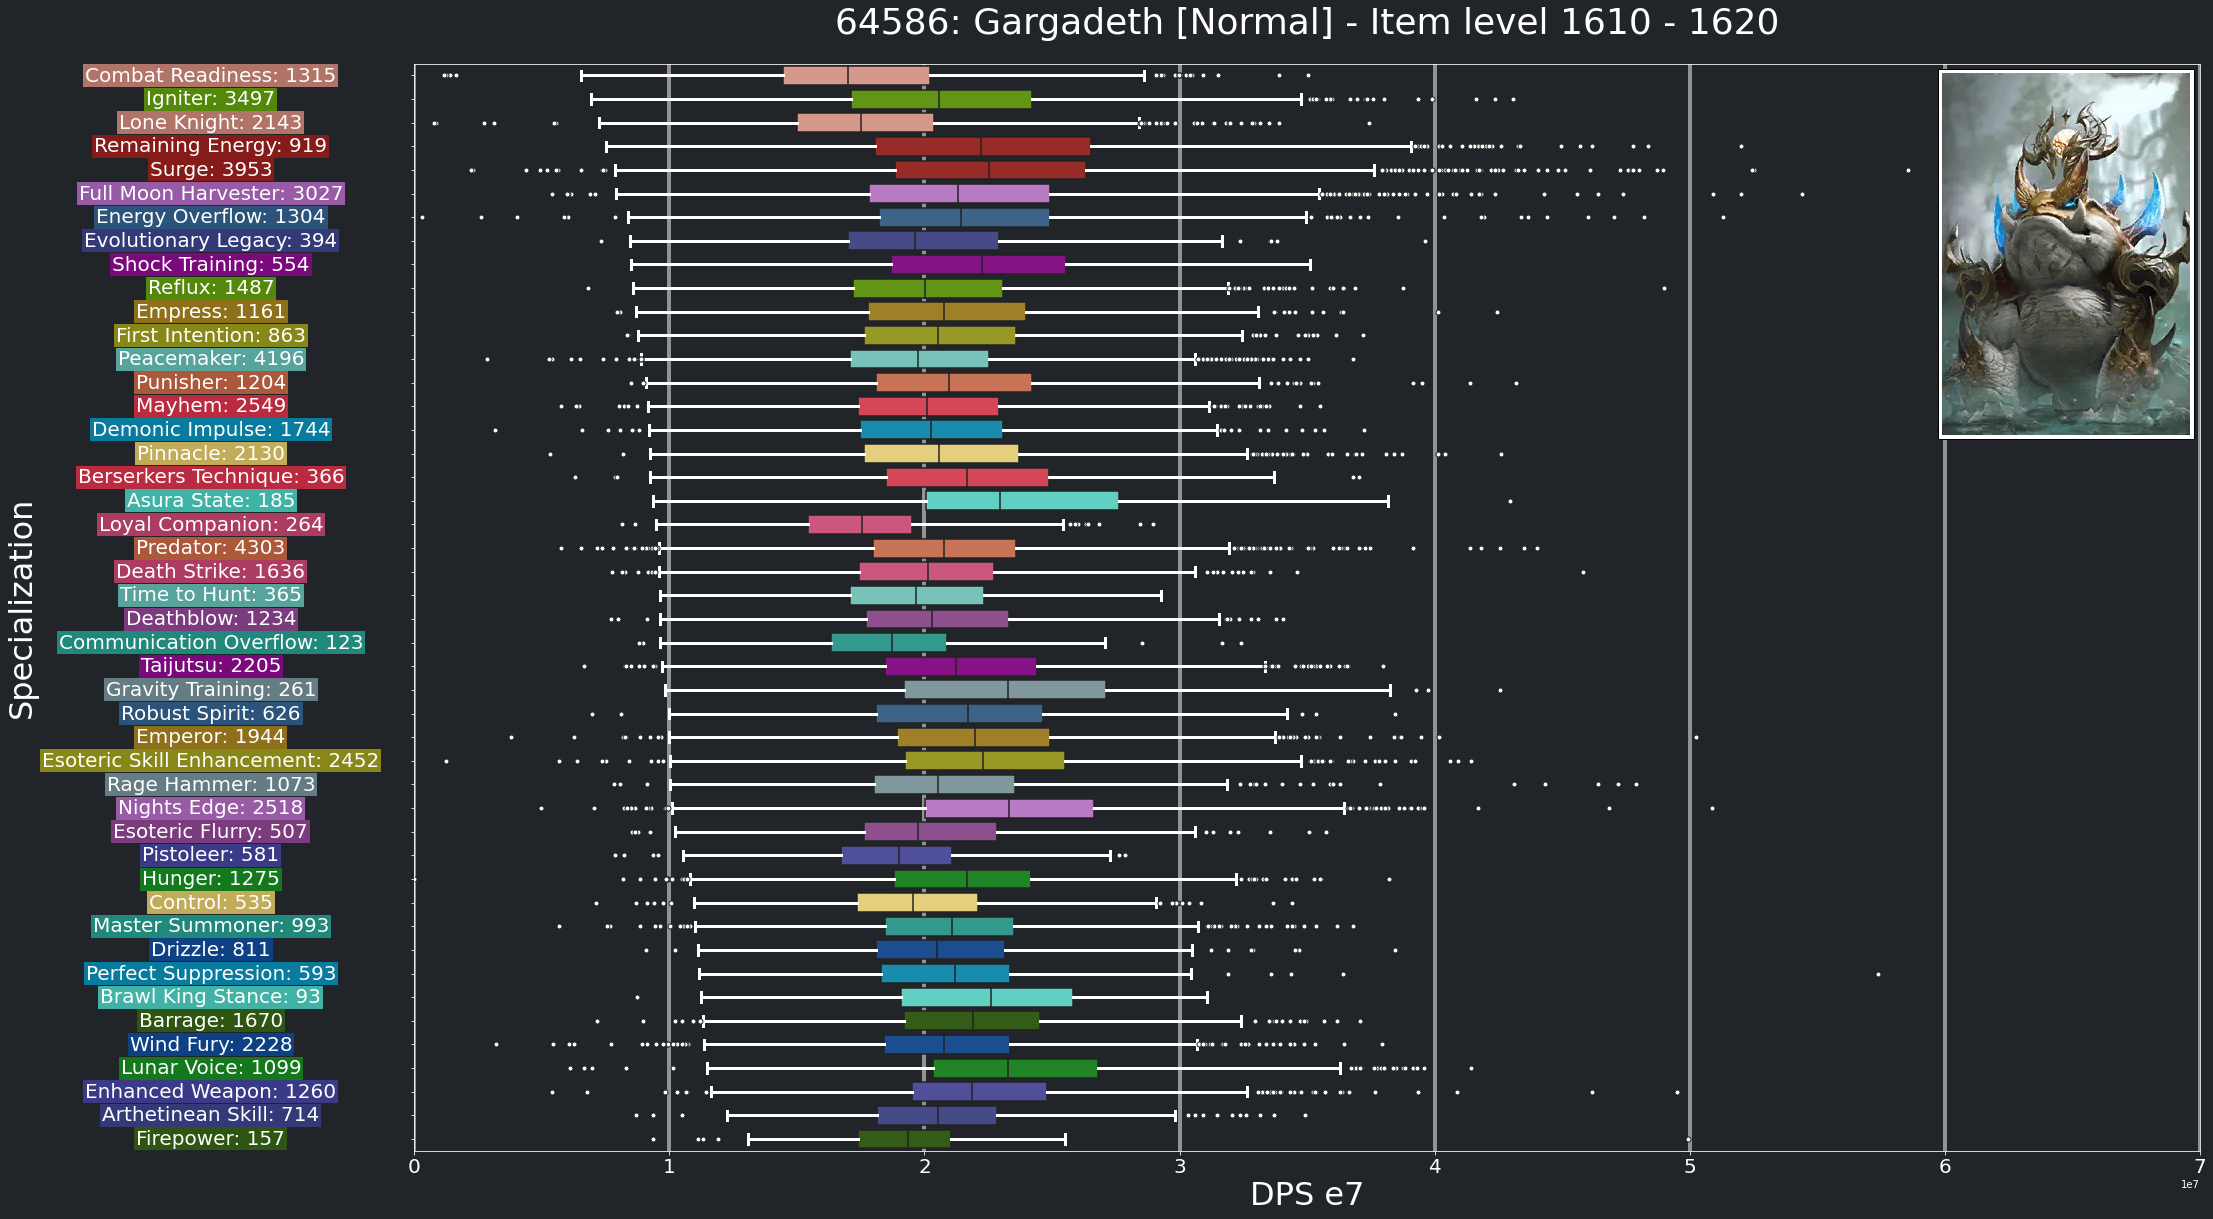 64586: Gargadeth [Normal] - Item level 1610 - 1620
Combat Readiness: 1315
Igniter: 3497
Lone Knight: 2143
Remaining Energy: 919
Surge: 3953
Full Moon Harvester: 3027
Energy Overflow: 1304
Evolutionary Legacy: 394
Shock Training: 554
Reflux: 1487
Empress: 1161
First Intention: 863
Peacemaker: 4196
Punisher: 1204
Mayhem: 2549
Demonic Impulse: 1744
Pinnacle: 2130
Berserkers Technique: 366
Asura State: 185
Loyal Companion: 264
Predator: 4303
Death Strike: 1636
Time to Hunt: 365
Deathblow: 1234
Communication Overflow: 123
Taijutsu: 2205
Gravity Training: 261
Robust Spirit: 626
Emperor: 1944
Esoteric Skill Enhancement: 2452
Rage Hammer: 1073
Nights Edge: 2518
Esoteric Flurry: 507
Pistoleer: 581
Hunger: 1275
Control: 535
Master Summoner: 993
Drizzle: 811
Perfect Suppression: 593
Brawl King Stance: 93
Barrage: 1670
Wind Fury: 2228
Lunar Voice: 1099
Enhanced Weapon: 1260
Arthetinean Skill: 714
Firepower: 157
Specialization
0 1 2 3 4 5 6 7
1e7
DPS e7